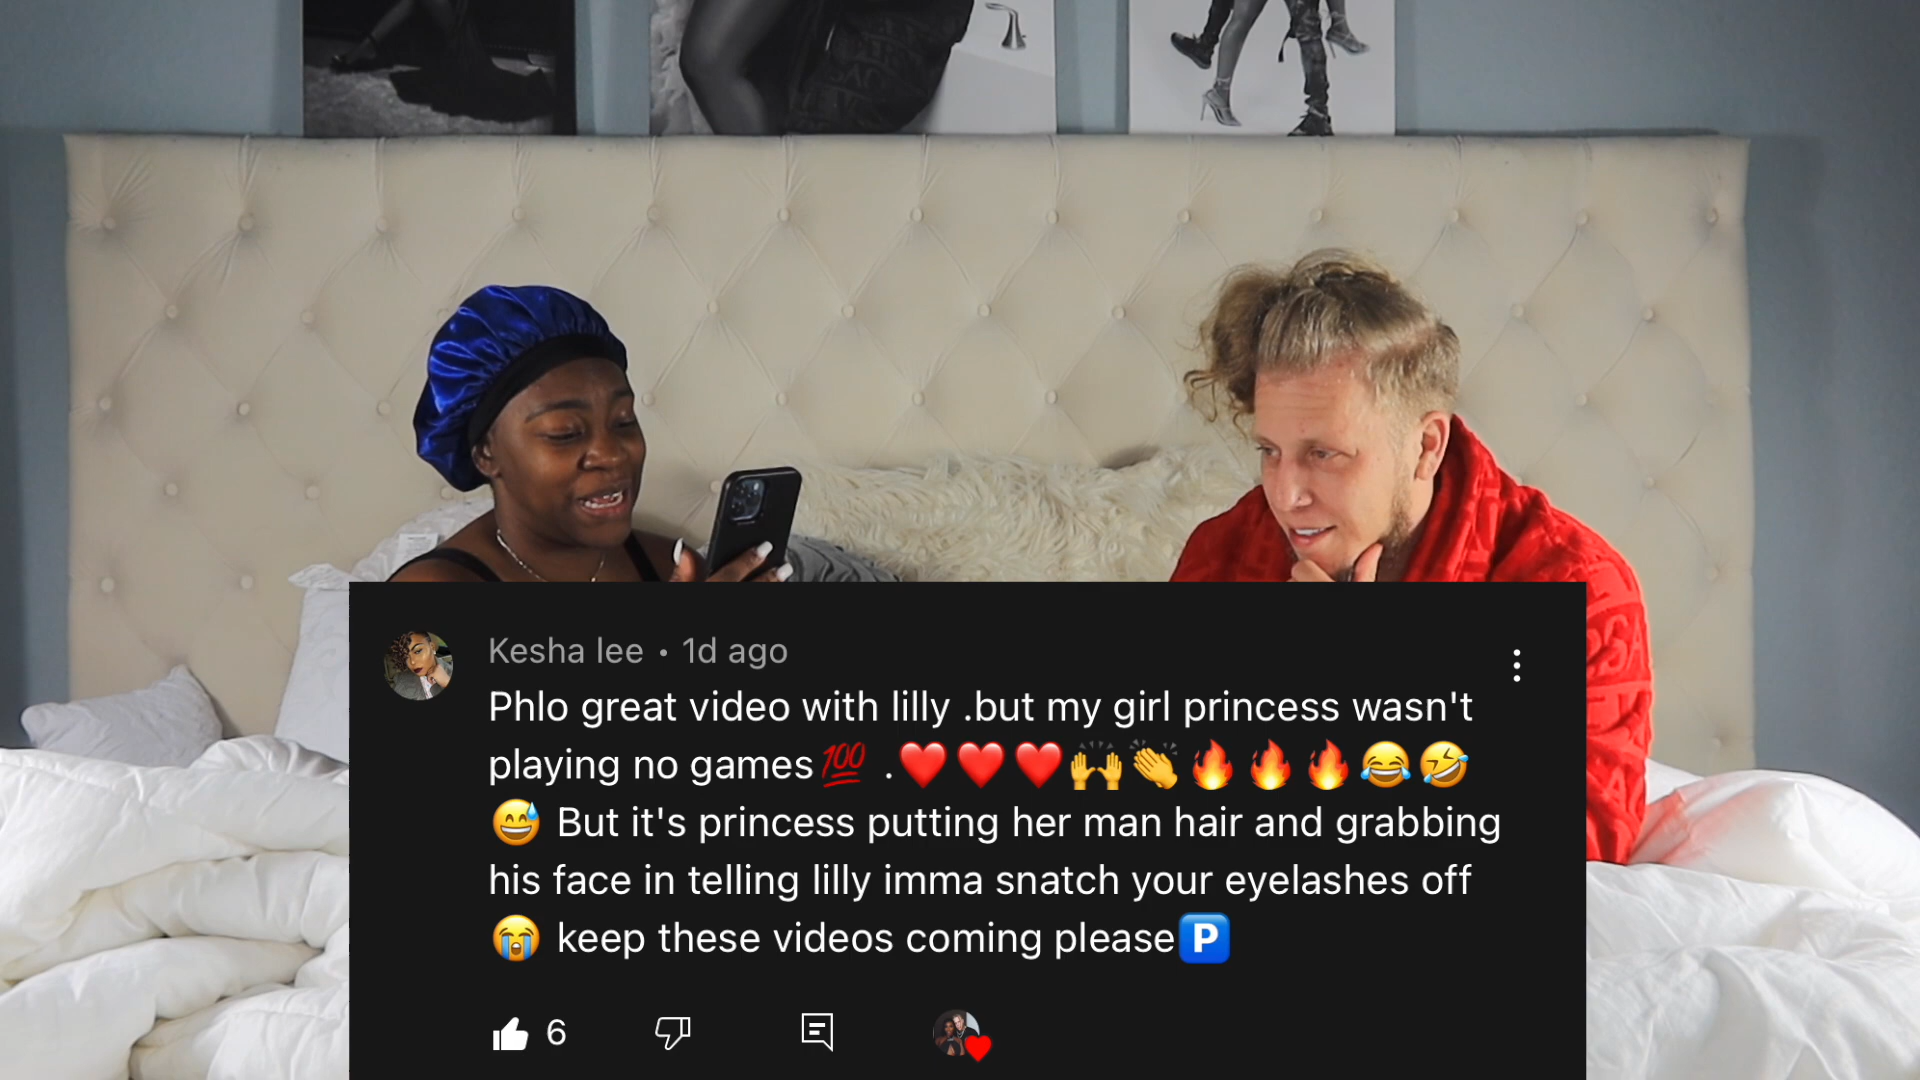 Kesha lee • 1d ago
Phlo great video with lilly .but my girl princess wasn't
playing no games💯 .❤️❤️❤️🙌👏🔥🔥🔥😂🤣
😅 But it's princess putting her man hair and grabbing
his face in telling lilly imma snatch your eyelashes off
😭 keep these videos coming please🅿️
6